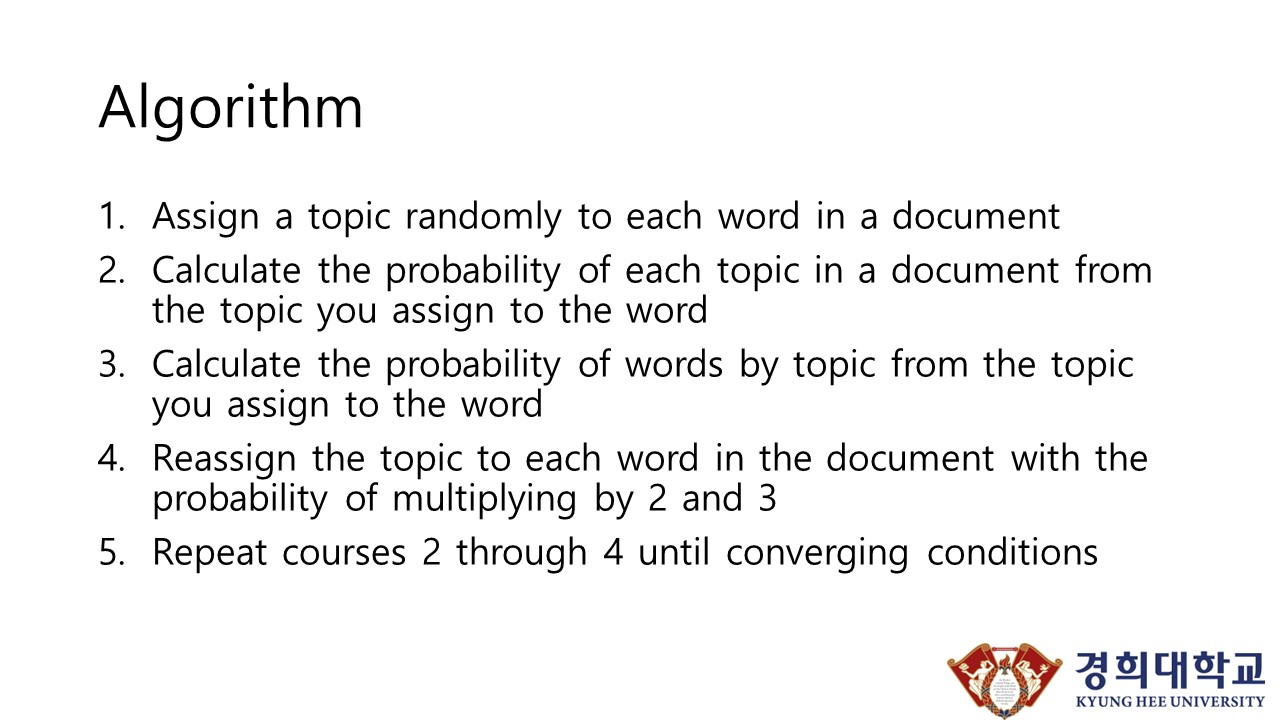 Algorithm
1. Assign a topic randomly to each word in a document
2. Calculate the probability of each topic in a document from
the topic you assign to the word
3. Calculate the probability of words by topic from the topic
you assign to the word
4. Reassign the topic to each word in the document with the
probability of multiplying by 2 and 3
5. Repeat courses 2 through 4 until converging conditions
경희대학교
KYUNG HEE UNIVERSITY